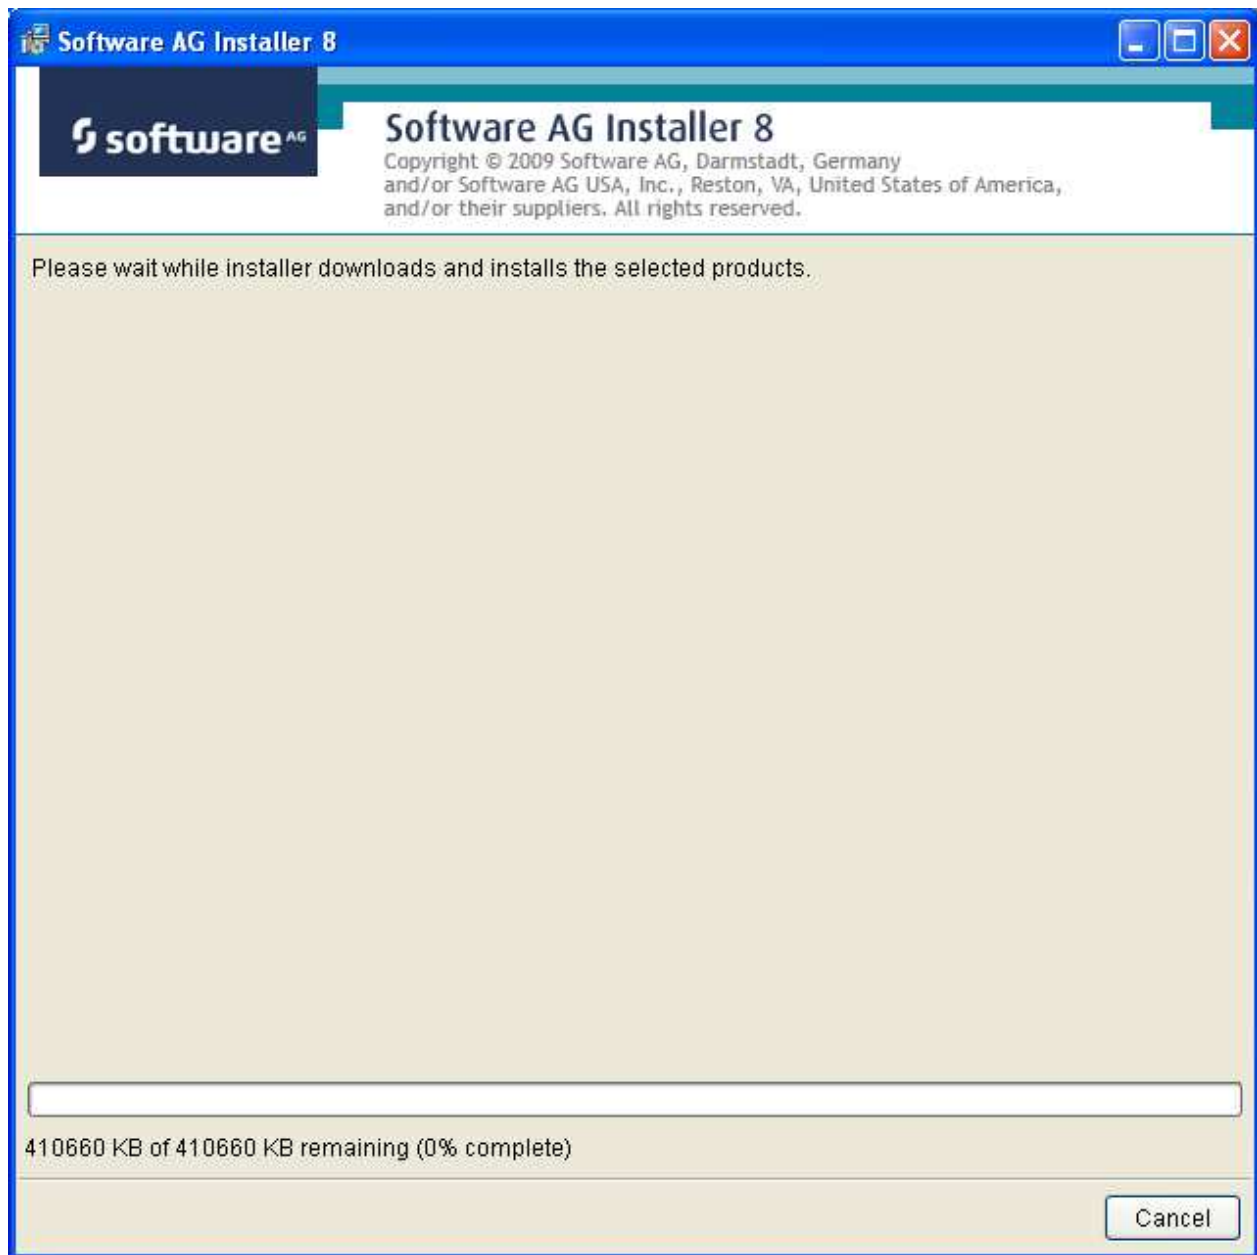 Software AG Installer 8
software AG
Software AG Installer 8
Copyright © 2009 Software AG, Darmstadt, Germany
and/or Software AG USA, Inc., Reston, VA, United States of America,
and/or their suppliers. All rights reserved.
Please wait while installer downloads and installs the selected products.
410660 KB of 410660 KB remaining (0% complete)
Cancel